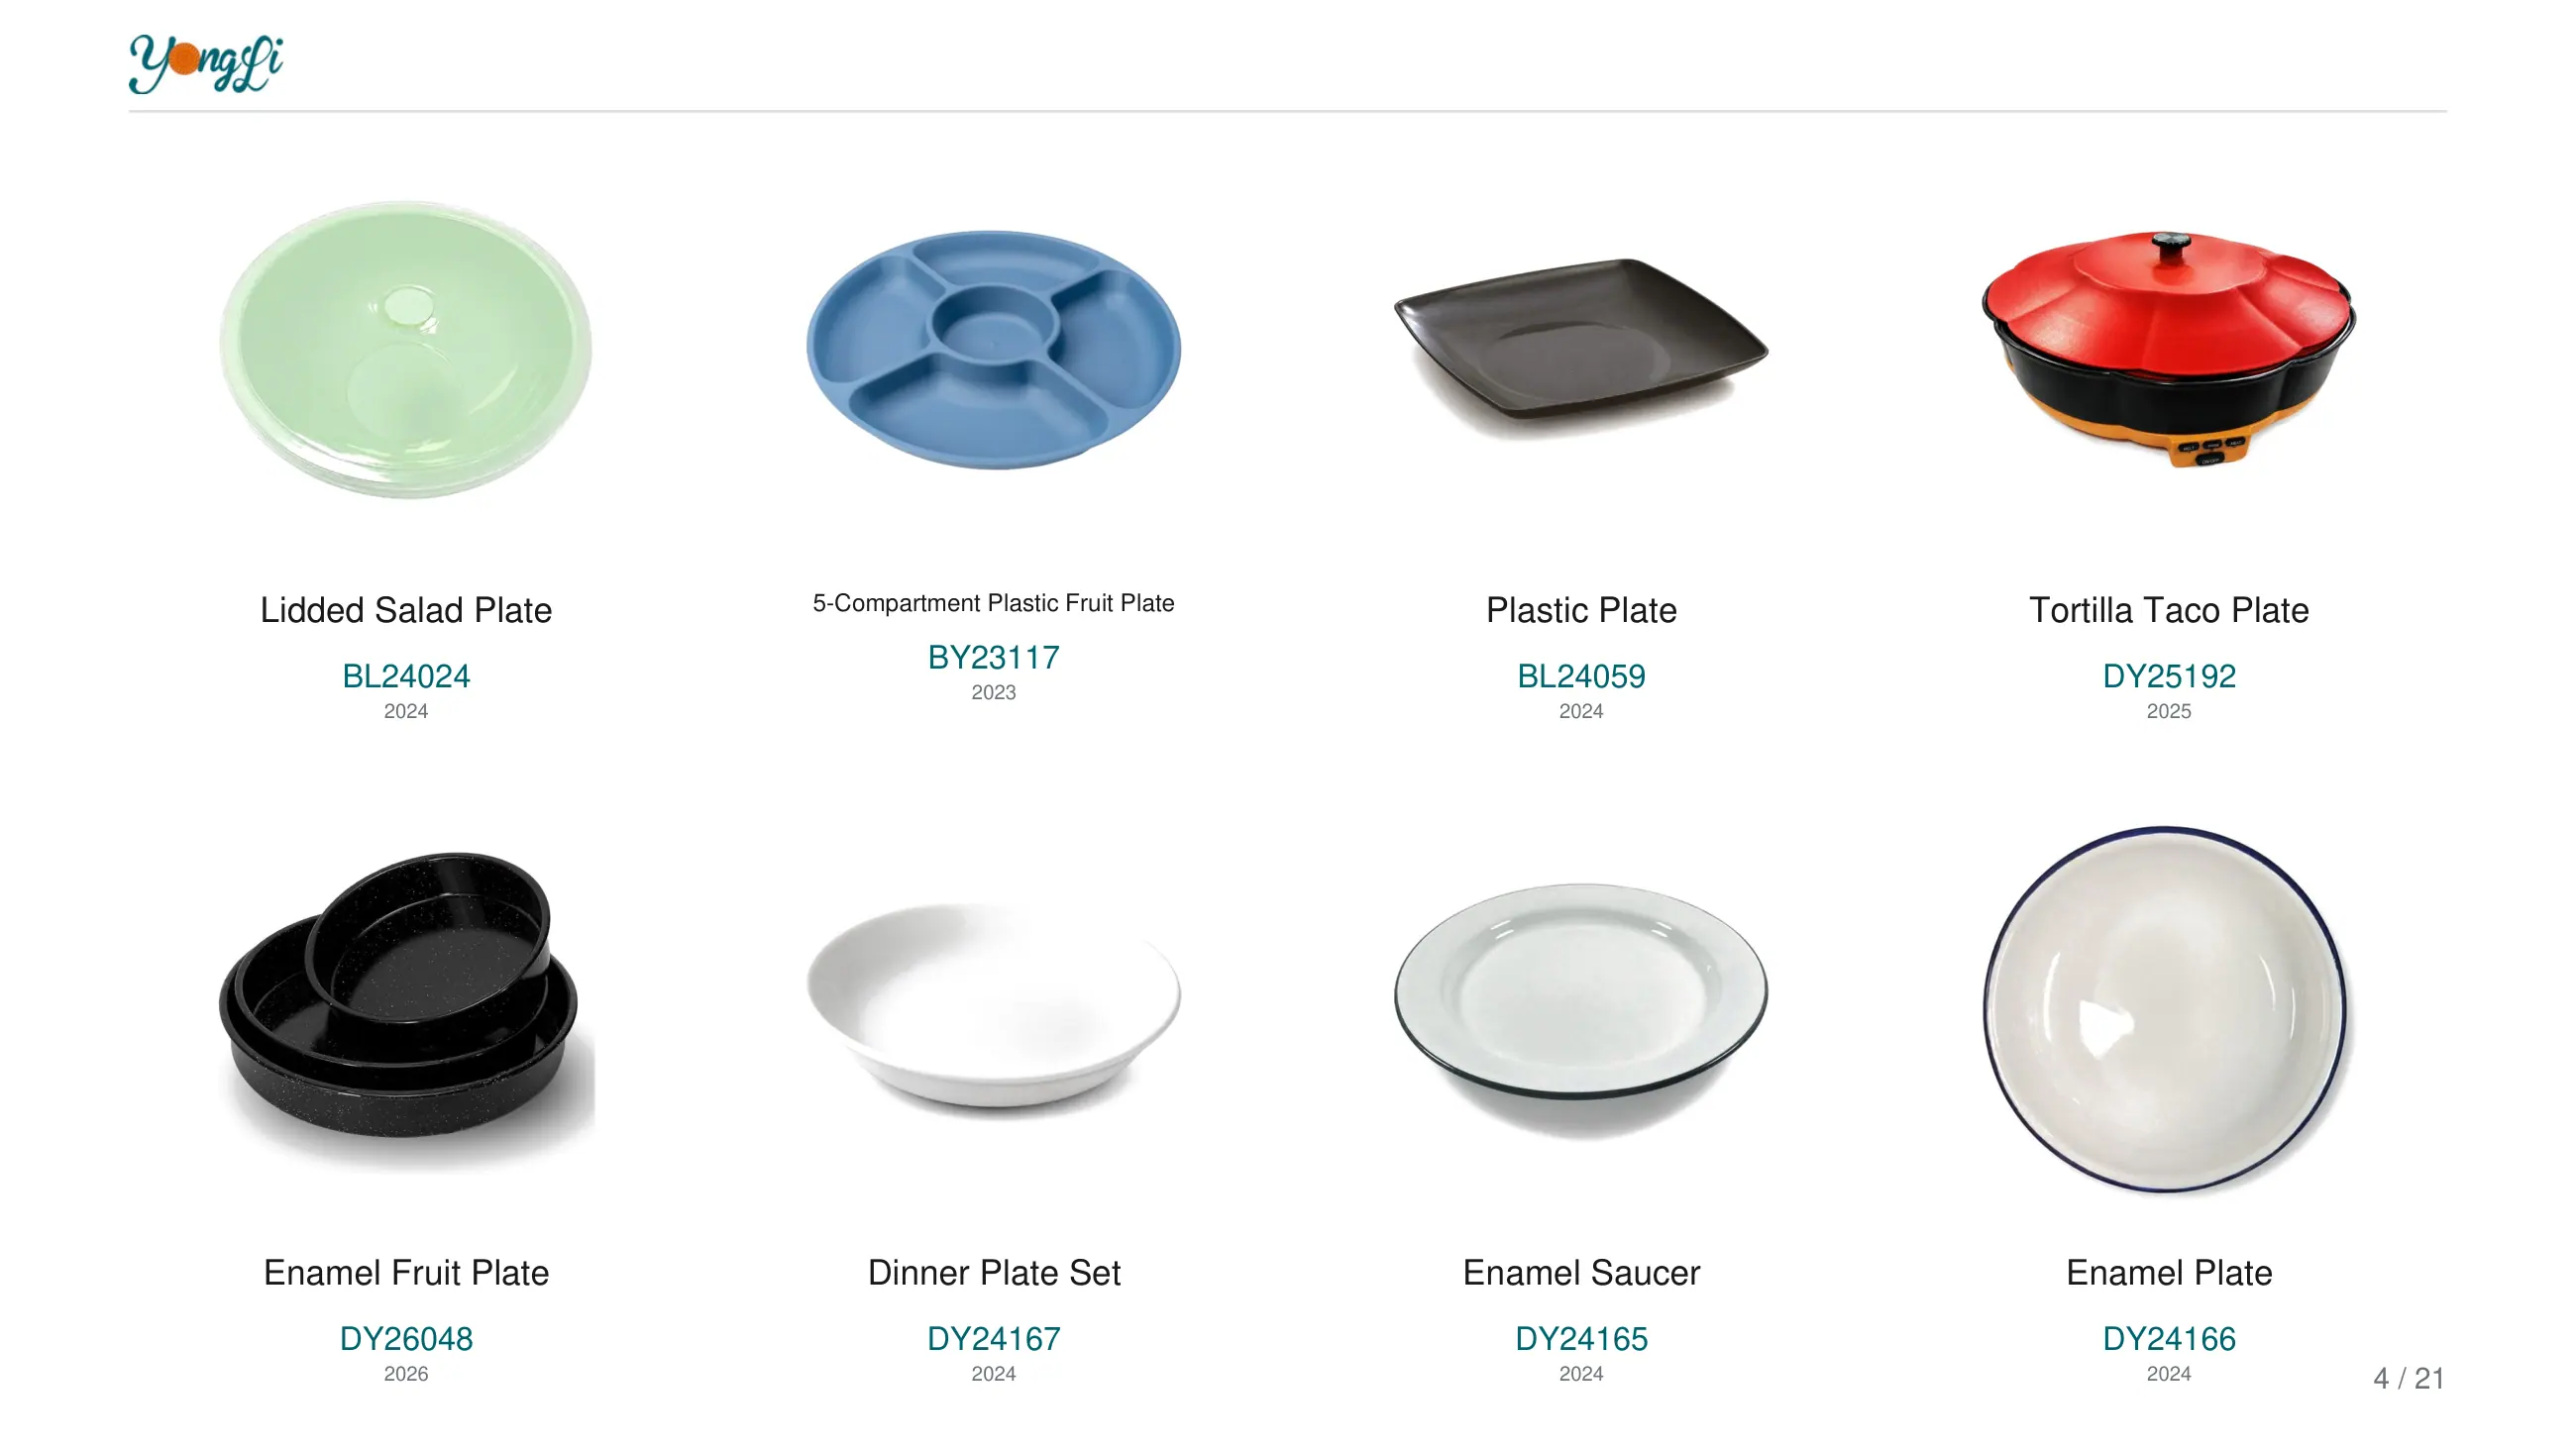 YongLi
Lidded Salad Plate
BL24024
2024
5-Compartment Plastic Fruit Plate
BY23117
2023
Plastic Plate
BL24059
2024
Tortilla Taco Plate
DY25192
2025
Enamel Fruit Plate
DY26048
2026
Dinner Plate Set
DY24167
2024
Enamel Saucer
DY24165
2024
Enamel Plate
DY24166
2024
4 / 21